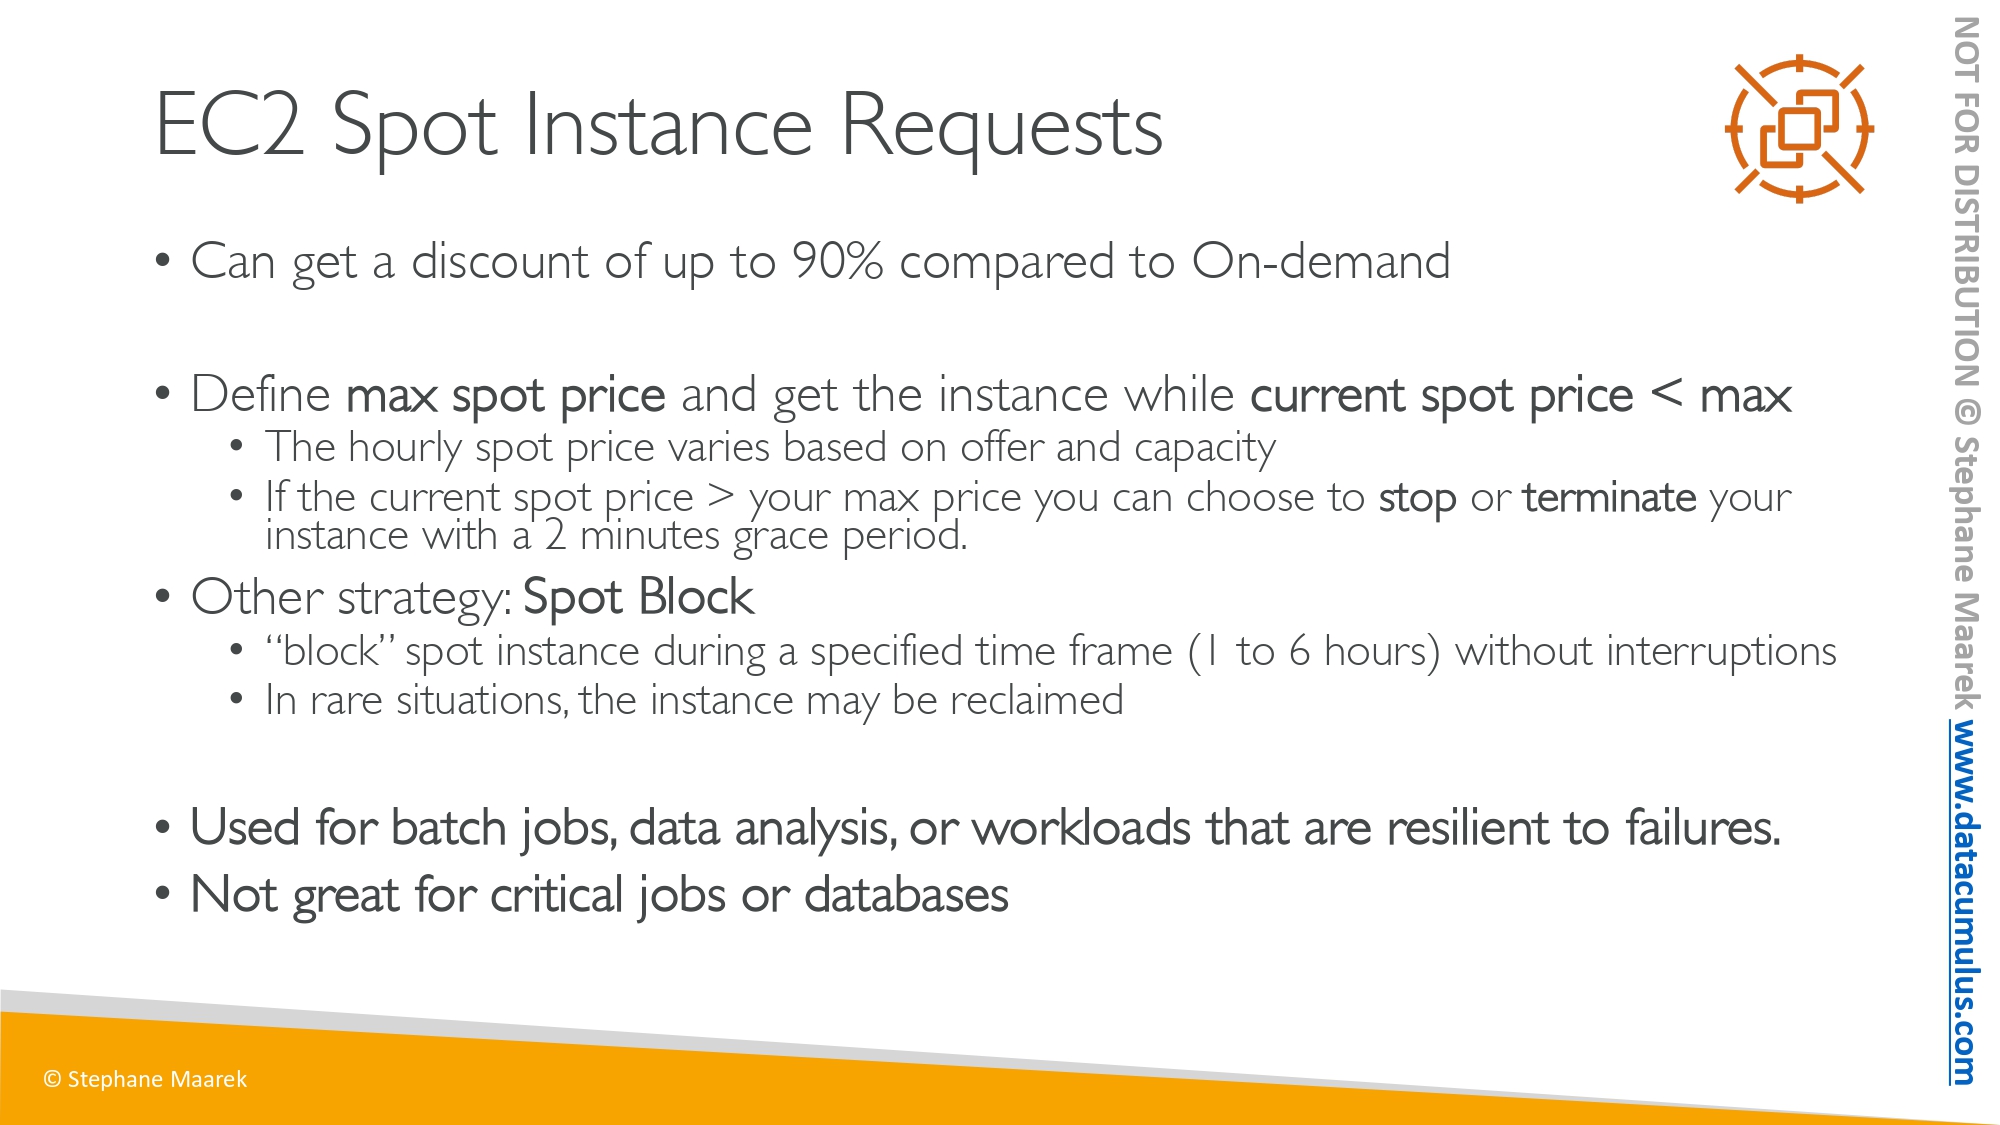 EC2 Spot Instance Requests
• Can get a discount of up to 90% compared to On-demand
• Define max spot price and get the instance while current spot price < max
• The hourly spot price varies based on offer and capacity
• If the current spot price > your max price you can choose to stop or terminate your
instance with a 2 minutes grace period.
• Other strategy: Spot Block
• “block” spot instance during a specified time frame (1 to 6 hours) without interruptions
• In rare situations, the instance may be reclaimed
• Used for batch jobs, data analysis, or workloads that are resilient to failures.
• Not great for critical jobs or databases
© Stephane Maarek
NOT FOR DISTRIBUTION © Stephane Maarek www.datacumulus.com